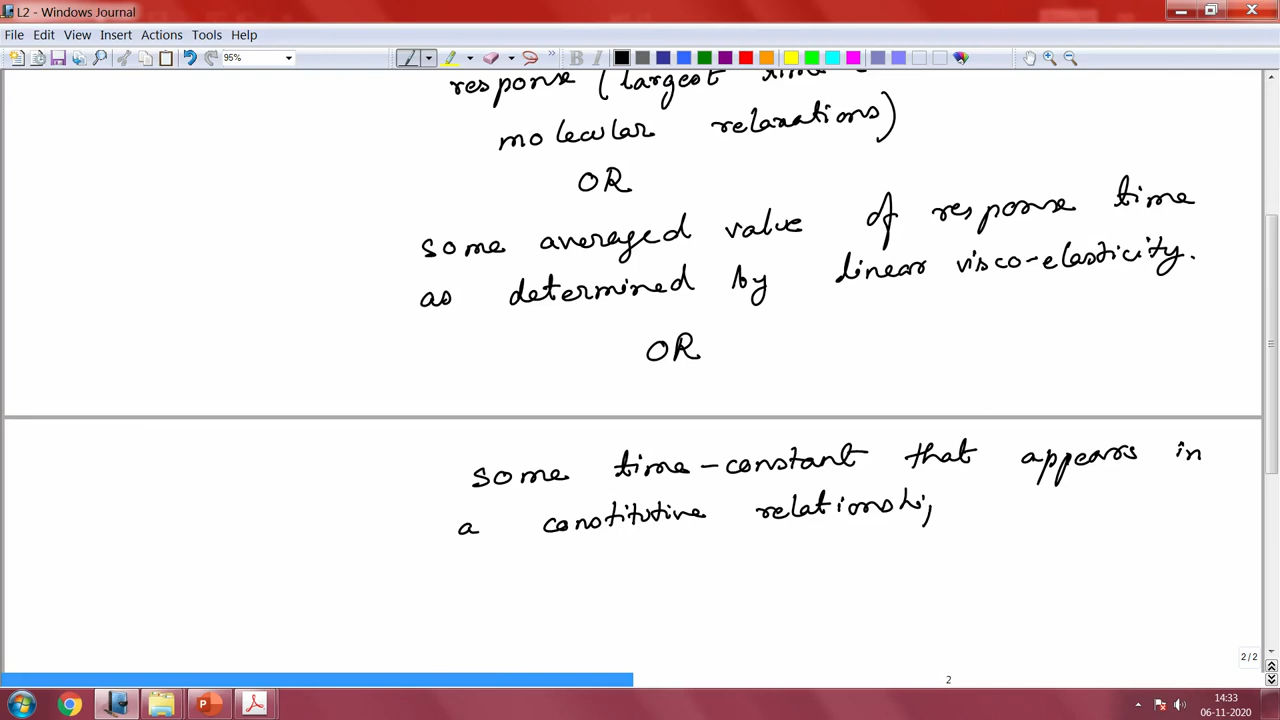 L2 - Windows Journal
File Edit View Insert Actions Tools Help
95%
response (largest time
molecular relaxations)
OR
some averaged value of response time
as determined by linear visco-elasticity.
OR
some time-constant that appears in
a constitutive relationshi
2/2
2
14:33
06-11-2020